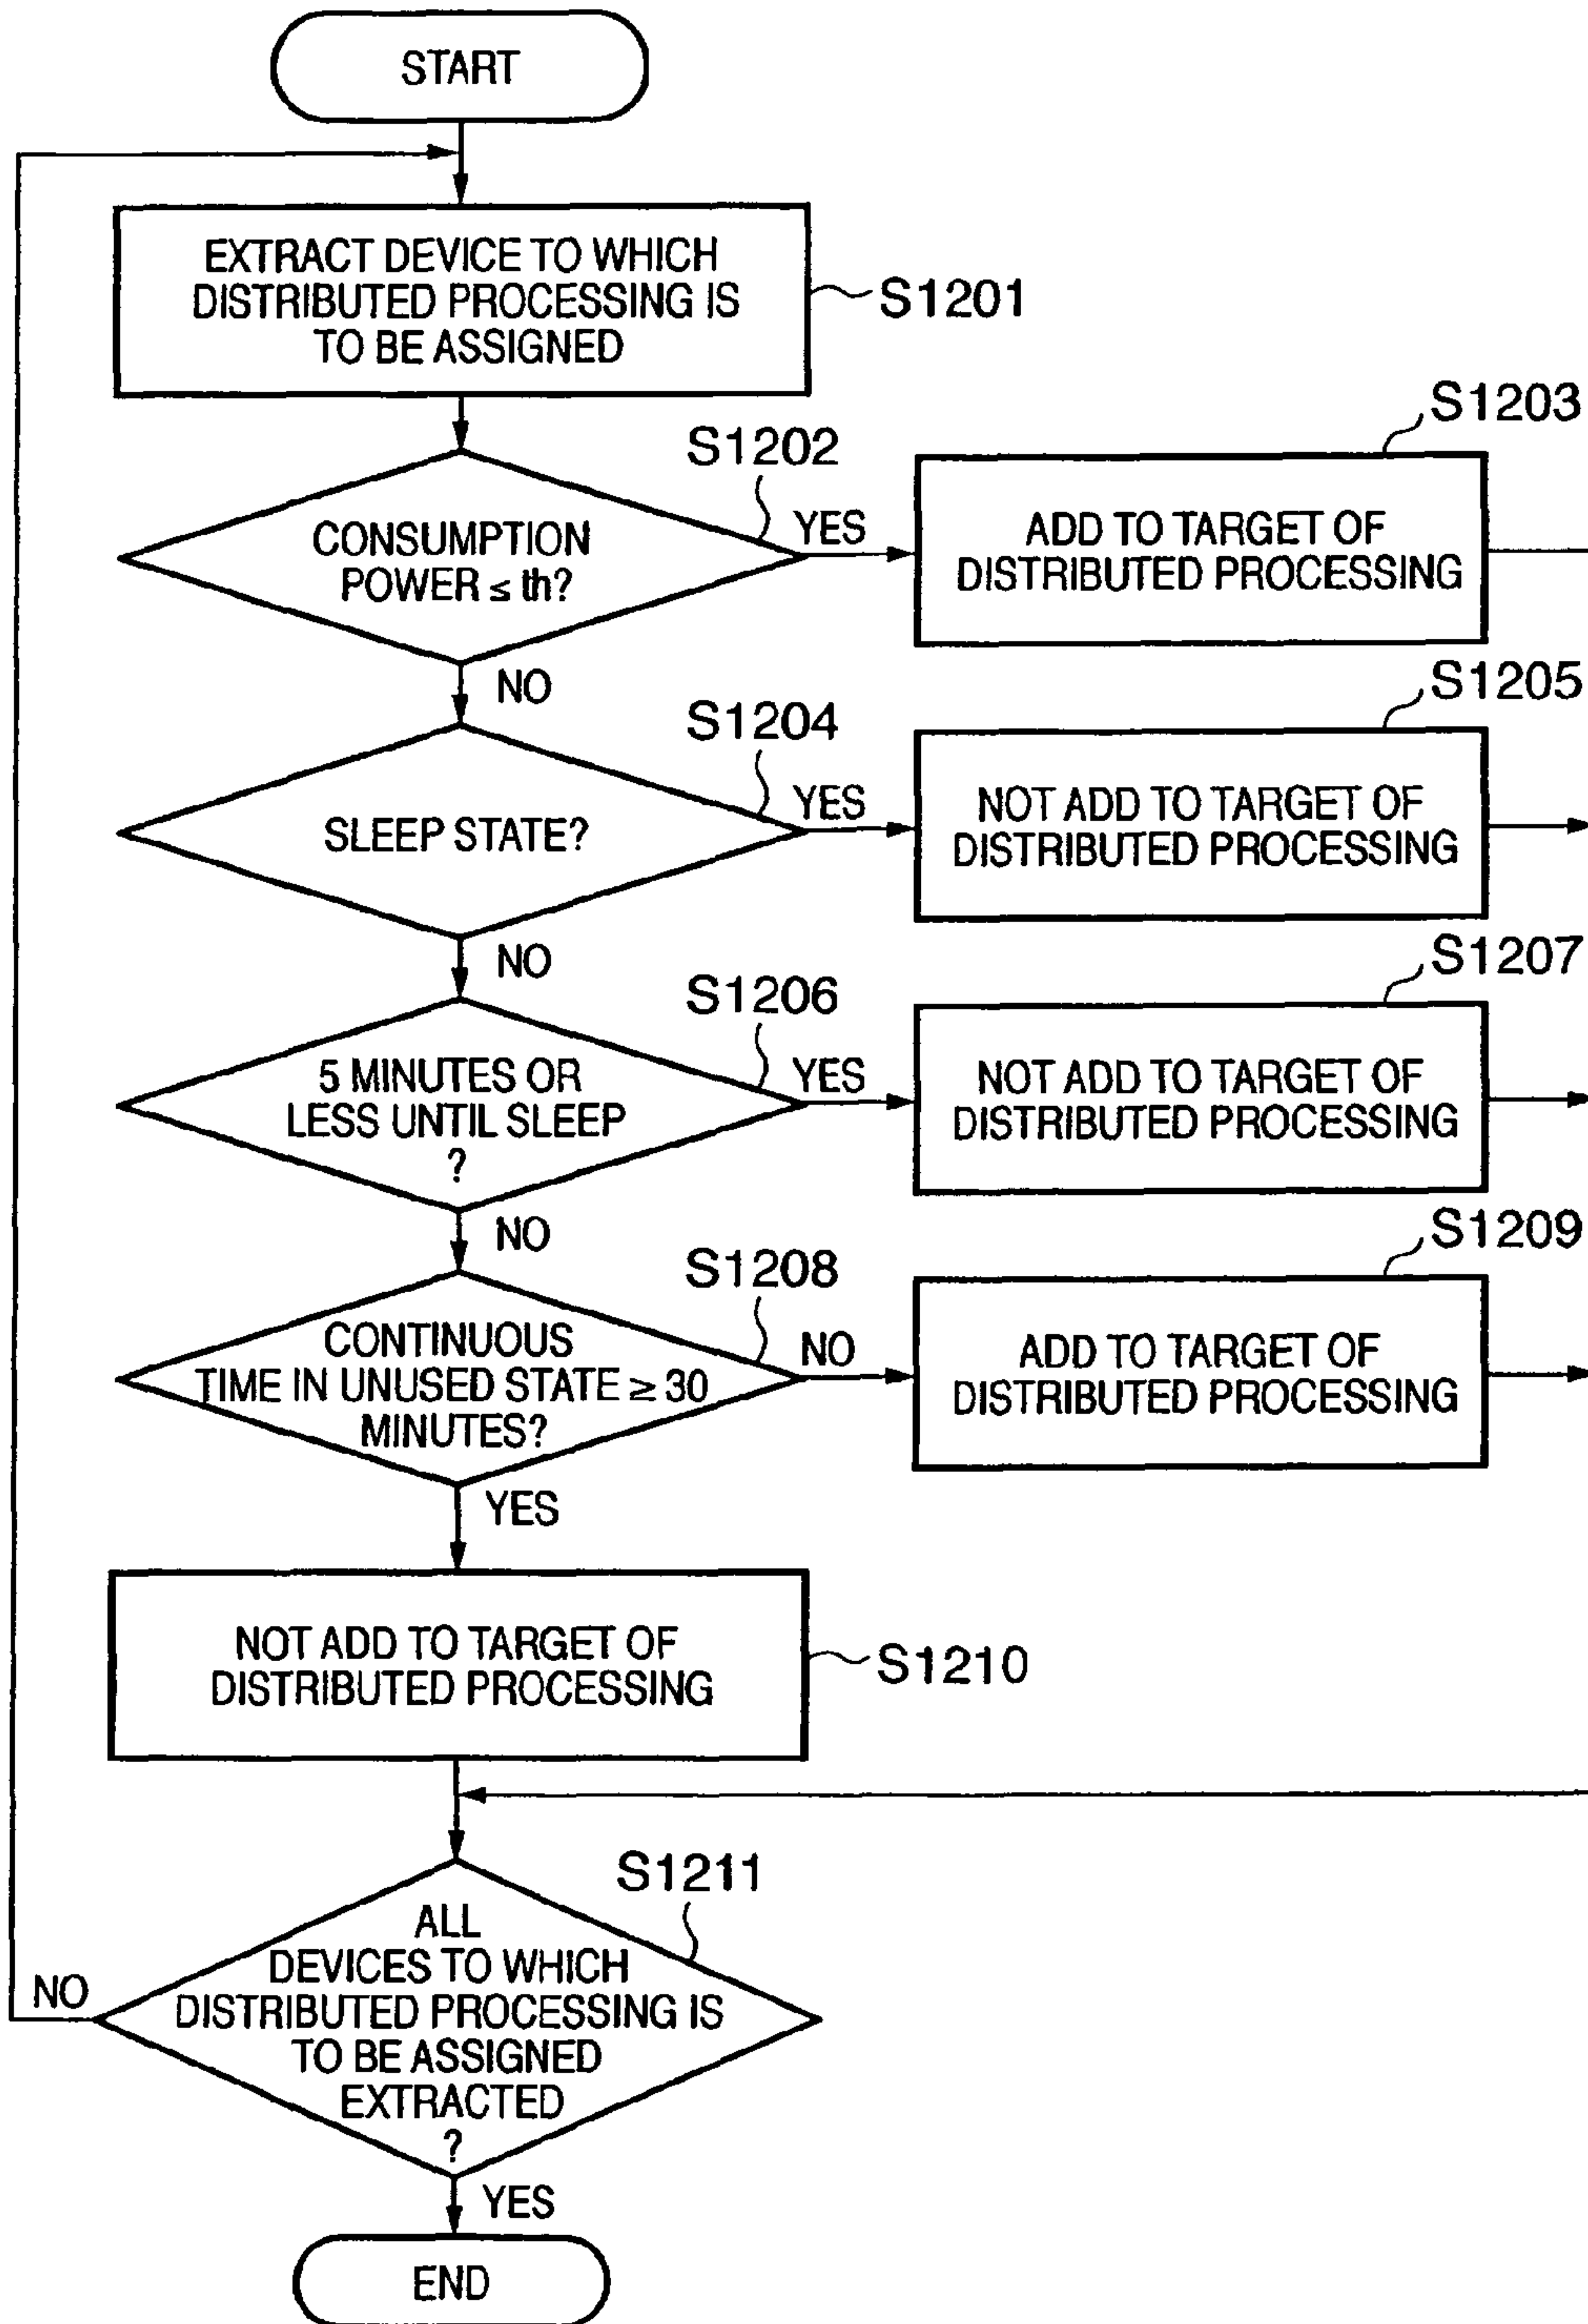 START
EXTRACT DEVICE TO WHICH
DISTRIBUTED PROCESSING IS
TO BE ASSIGNED
S1201
S1202
CONSUMPTION
POWER ≤ th?
YES
NO
S1203
ADD TO TARGET OF
DISTRIBUTED PROCESSING
S1204
SLEEP STATE?
YES
NO
S1205
NOT ADD TO TARGET OF
DISTRIBUTED PROCESSING
S1206
5 MINUTES OR
LESS UNTIL SLEEP
?
YES
NO
S1207
NOT ADD TO TARGET OF
DISTRIBUTED PROCESSING
S1208
CONTINUOUS
TIME IN UNUSED STATE ≥ 30
MINUTES?
NO
YES
S1209
ADD TO TARGET OF
DISTRIBUTED PROCESSING
NOT ADD TO TARGET OF
DISTRIBUTED PROCESSING
S1210
S1211
ALL
DEVICES TO WHICH
DISTRIBUTED PROCESSING IS
TO BE ASSIGNED
EXTRACTED
?
NO
YES
END